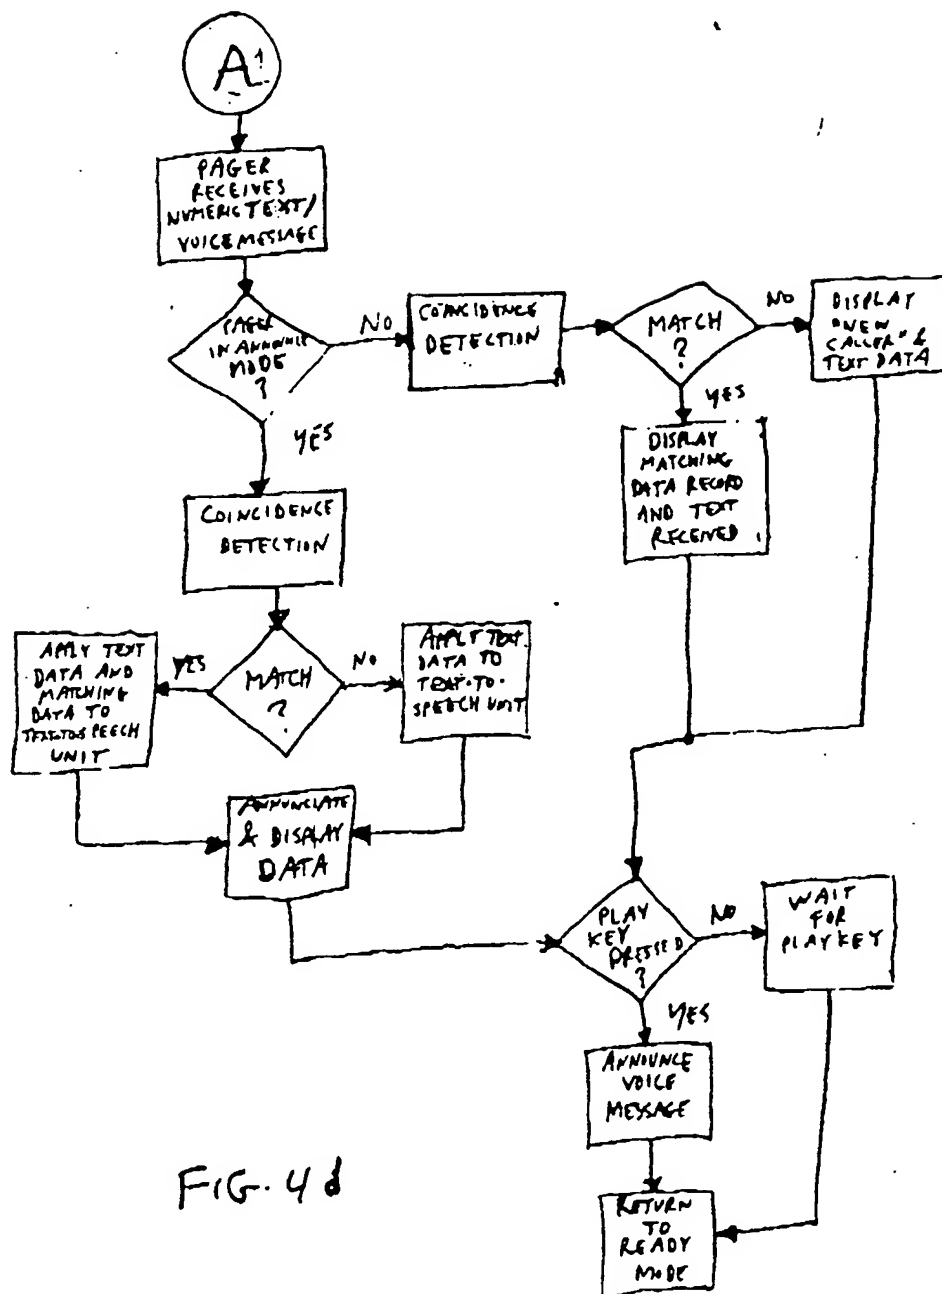 A1
PAGER
RECEIVES
NUMERIC TEXT/
VOICE MESSAGE
PAGER
IN ANNOUNCE
MODE
?
NO
COINCIDENCE
DETECTION
MATCH
?
NO
DISPLAY
"NEW
CALLER" &
TEXT DATA
YES
DISPLAY
MATCHING
DATA RECORD
AND TEXT
RECEIVED
YES
COINCIDENCE
DETECTION
APPLY TEXT
DATA AND
MATCHING
DATA TO
TEXT-TO-SPEECH
UNIT
YES
MATCH
?
NO
APPLY TEXT
DATA TO
TEXT-TO-
SPEECH UNIT
ANNUNCIATE
& DISPLAY
DATA
PLAY
KEY
PRESSED
?
NO
WAIT
FOR
PLAY KEY
YES
ANNOUNCE
VOICE
MESSAGE
RETURN
TO
READY
MODE
FIG. 4d